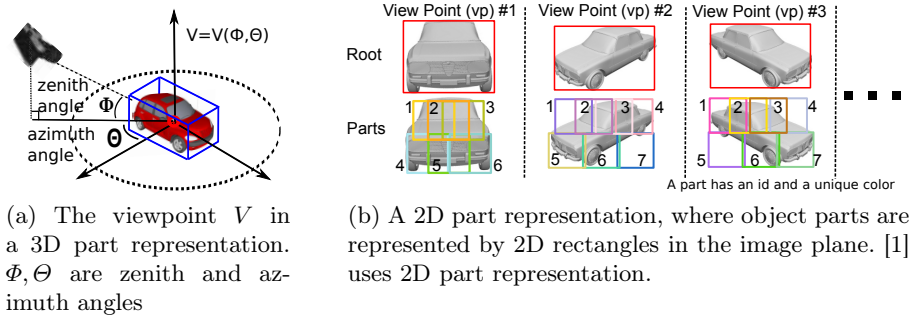 V=V(Φ,Θ)
zenith
angle
Φ
azimuth
angle
Θ
(a) The viewpoint V in
a 3D part representation.
Φ, Θ are zenith and az-
imuth angles
View Point (vp) #1
View Point (vp) #2
View Point (vp) #3
Root
Parts
1 2 3
4 5 6
1 2 3 4
5 6 7
1 2 3 4
5 6 7
A part has an id and a unique color
(b) A 2D part representation, where object parts are
represented by 2D rectangles in the image plane. [1]
uses 2D part representation.